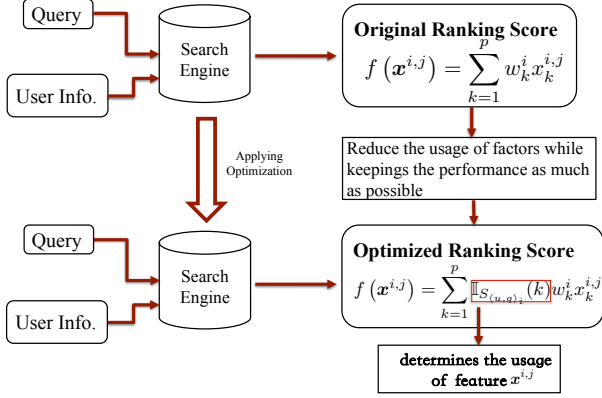 Query
User Info.
Search
Engine
Original Ranking Score
f (x^{i,j}) = \sum_{k=1}^{p} w_k^i x_k^{i,j}
Applying
Optimization
Reduce the usage of factors while
keepings the performance as much
as possible
Query
User Info.
Search
Engine
Optimized Ranking Score
f (x^{i,j}) = \sum_{k=1}^{p} 𝕀_{S_{⟨u,q⟩_i}}(k) w_k^i x_k^{i,j}
determines the usage
of feature x^{i,j}